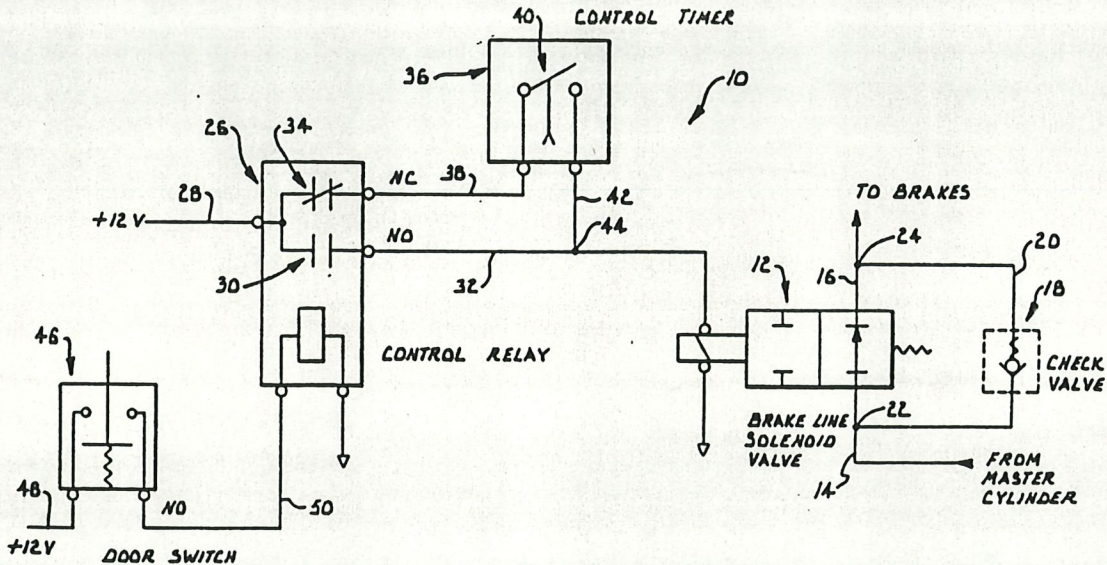 40
CONTROL TIMER
36
10
26
34
NC
38
28
+12V
42
TO BRAKES
44
24
20
NO
30
32
12
16
18
46
CONTROL RELAY
CHECK
VALVE
BRAKE LINE
SOLENOID
VALVE
22
48
NO
50
14
FROM
MASTER
CYLINDER
+12V
DOOR SWITCH